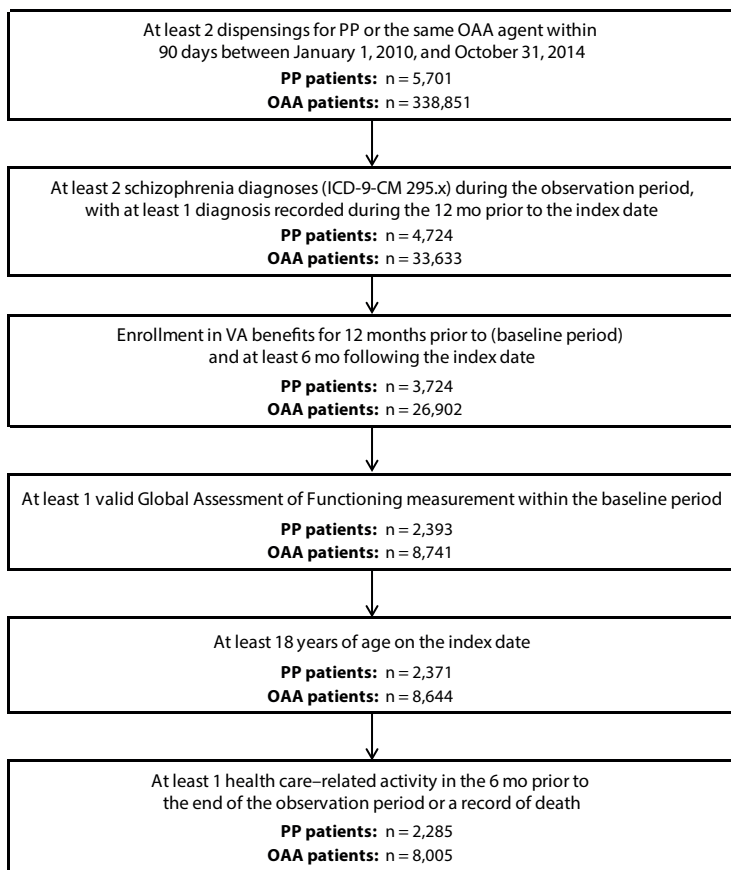 At least 2 dispensings for PP or the same OAA agent within
90 days between January 1, 2010, and October 31, 2014
PP patients: n = 5,701
OAA patients: n = 338,851
At least 2 schizophrenia diagnoses (ICD-9-CM 295.x) during the observation period,
with at least 1 diagnosis recorded during the 12 mo prior to the index date
PP patients: n = 4,724
OAA patients: n = 33,633
Enrollment in VA benefits for 12 months prior to (baseline period)
and at least 6 mo following the index date
PP patients: n = 3,724
OAA patients: n = 26,902
At least 1 valid Global Assessment of Functioning measurement within the baseline period
PP patients: n = 2,393
OAA patients: n = 8,741
At least 18 years of age on the index date
PP patients: n = 2,371
OAA patients: n = 8,644
At least 1 health care–related activity in the 6 mo prior to
the end of the observation period or a record of death
PP patients: n = 2,285
OAA patients: n = 8,005